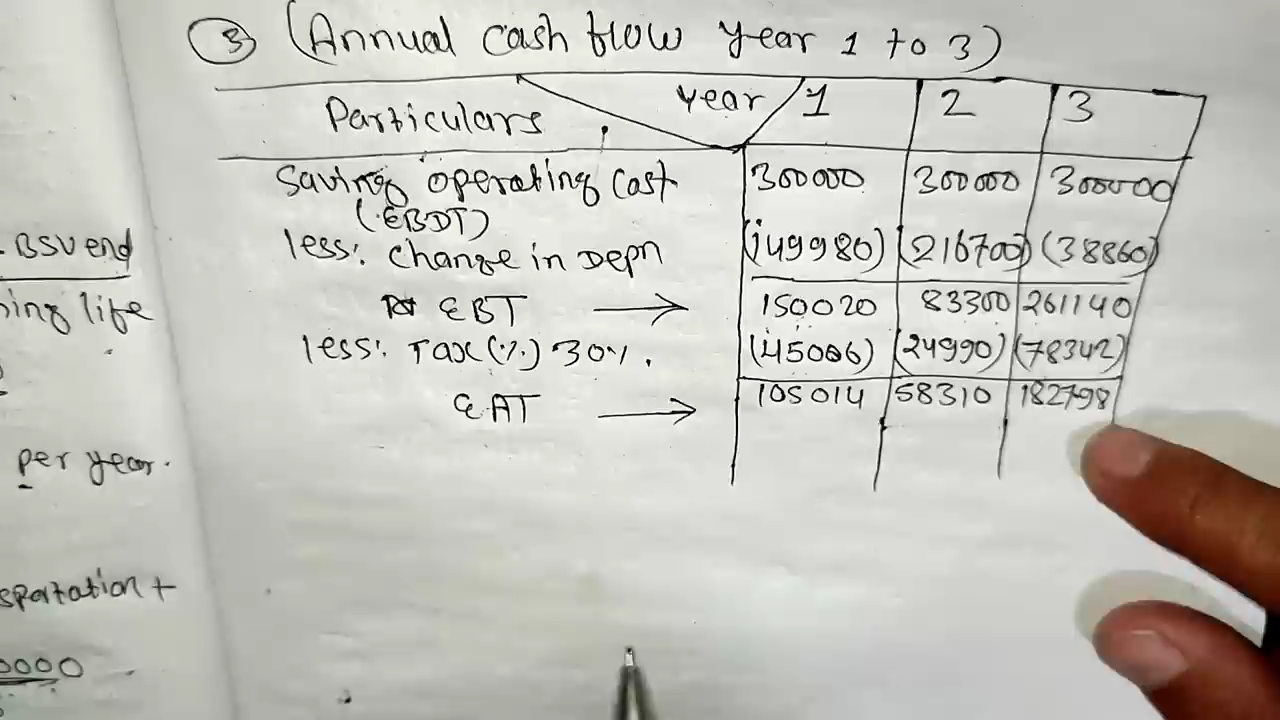 3 (Annual cash flow year 1 to 3)
Particulars year 1 2 3
Saving operating cost 300000 300000 300000
(EBDT)
less: change in Depn (149980) (216700) (38860)
EBT → 150020 83300 261140
less: Tax (%) 30%. (45006) (24990) (78342)
EAT → 105014 58310 182798
BSV end
ing life
per year.
spotation +
0000